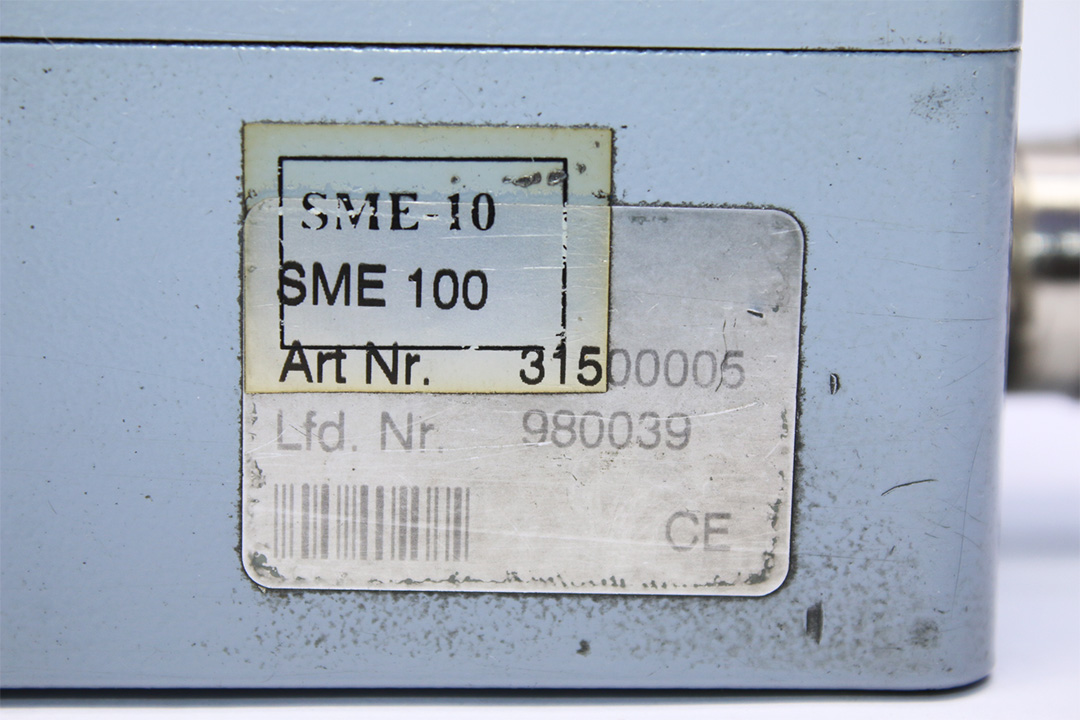 SME-10
SME 100
Art Nr. 31500005
Lfd. Nr. 980039
CE